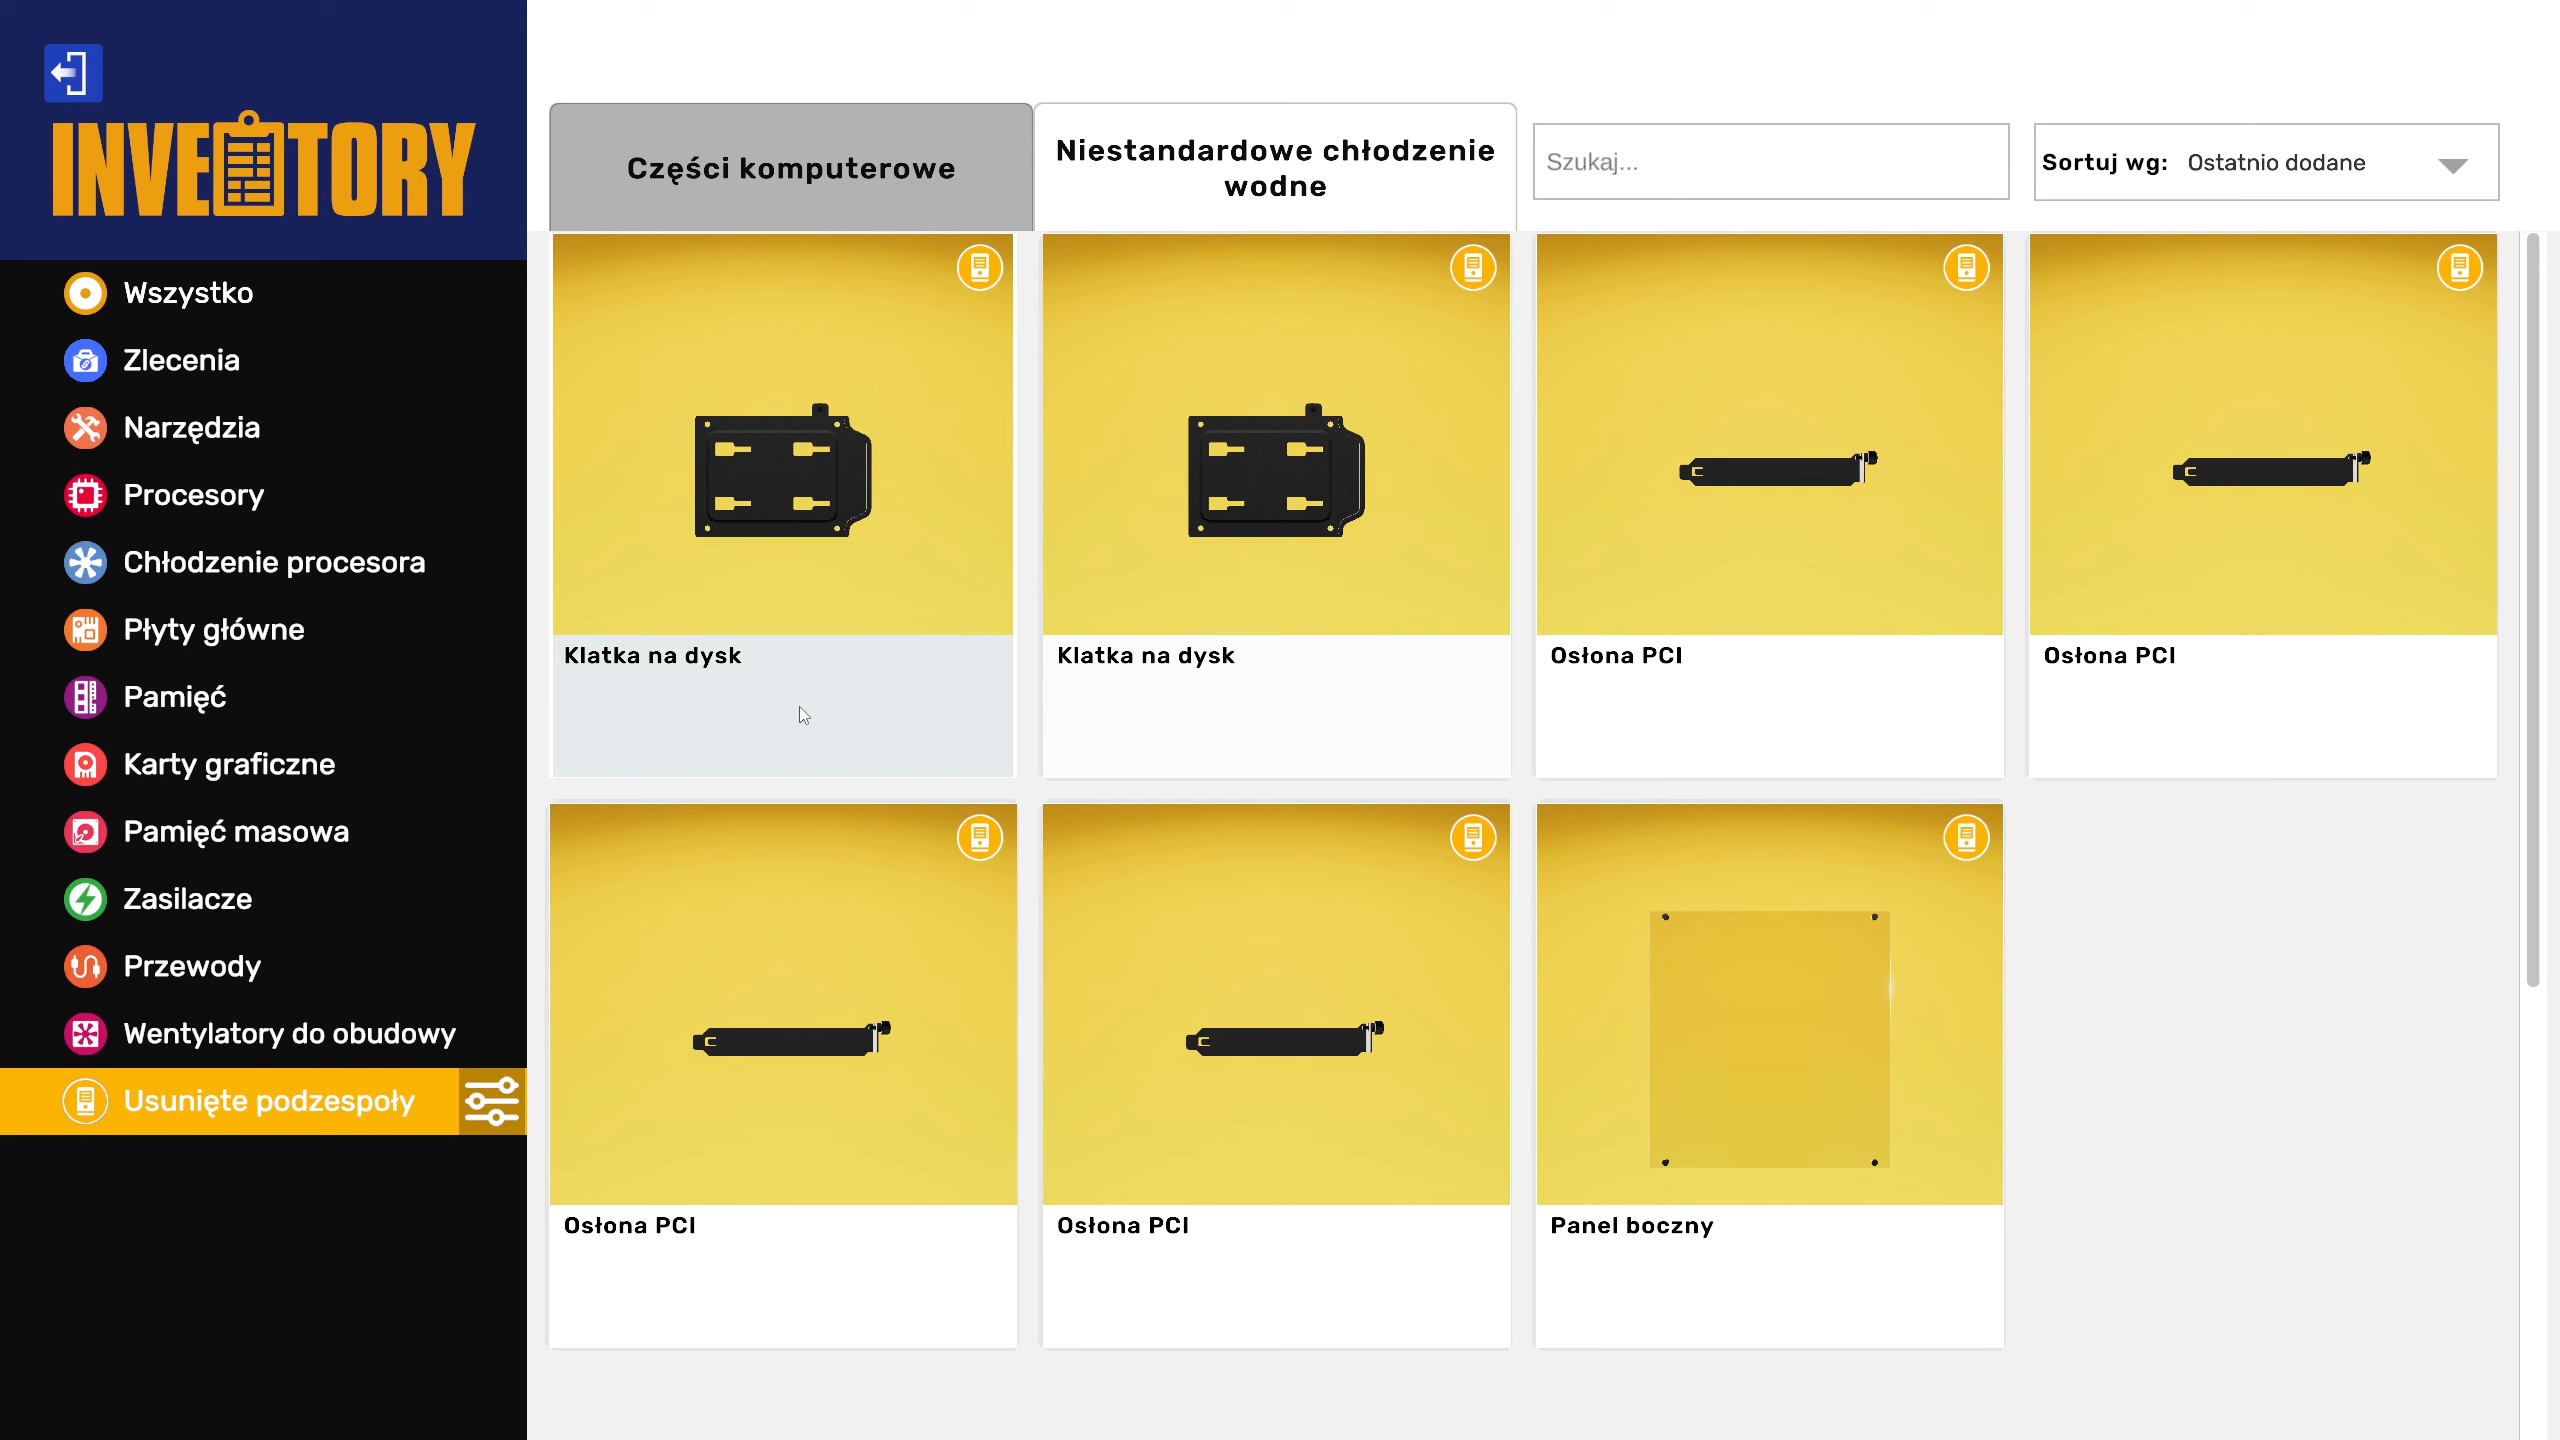 INVENTORY
Wszystko
Zlecenia
Narzędzia
Procesory
Chłodzenie procesora
Płyty główne
Pamięć
Karty graficzne
Pamięć masowa
Zasilacze
Przewody
Wentylatory do obudowy
Usunięte podzespoły
Części komputerowe
Niestandardowe chłodzenie
wodne
Szukaj...
Sortuj wg: Ostatnio dodane
Klatka na dysk
Klatka na dysk
Osłona PCI
Osłona PCI
Osłona PCI
Osłona PCI
Panel boczny